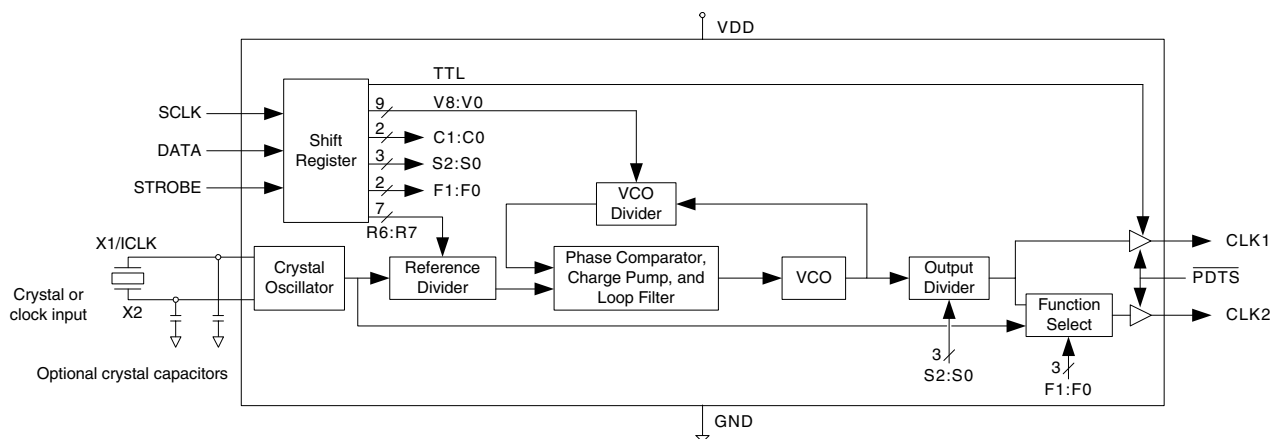 VDD
TTL
SCLK
DATA
STROBE
Shift
Register
9
V8:V0
2
C1:C0
3
S2:S0
2
F1:F0
7
R6:R7
VCO
Divider
X1/ICLK
X2
Crystal or
clock input
Optional crystal capacitors
Crystal
Oscillator
Reference
Divider
Phase Comparator,
Charge Pump, and
Loop Filter
VCO
Output
Divider
Function
Select
CLK1
PDTS
CLK2
3
S2:S0
3
F1:F0
GND